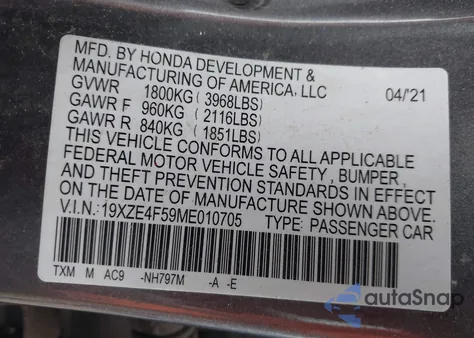 MFD. BY HONDA DEVELOPMENT &
MANUFACTURING OF AMERICA, LLC
GVWR 1800KG ( 3968LBS) 04/'21
GAWR F 960KG ( 2116LBS)
GAWR R 840KG ( 1851LBS)
THIS VEHICLE CONFORMS TO ALL APPLICABLE
FEDERAL MOTOR VEHICLE SAFETY , BUMPER,
AND THEFT PREVENTION STANDARDS IN EFFECT
ON THE DATE OF MANUFACTURE SHOWN ABOVE.
V.I.N.:19XZE4F59ME010705 TYPE: PASSENGER CAR
TXM M AC9 -NH797M -A -E
autoSnap